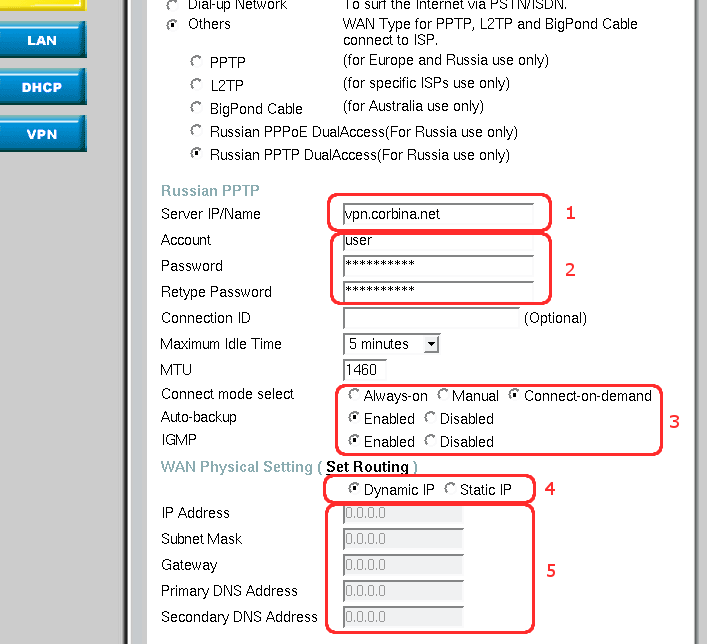 Dial-up Network To surf the Internet via PSTN/ISDN.
Others WAN Type for PPTP, L2TP and BigPond Cable
connect to ISP.
LAN
PPTP (for Europe and Russia use only)
L2TP (for specific ISPs use only)
DHCP
BigPond Cable (for Australia use only)
Russian PPPoE DualAccess(For Russia use only)
VPN
Russian PPTP DualAccess(For Russia use only)
Russian PPTP
Server IP/Name vpn.corbina.net 1
Account user
Password ********** 2
Retype Password **********
Connection ID (Optional)
Maximum Idle Time 5 minutes
MTU 1460
Connect mode select Always-on Manual Connect-on-demand
Auto-backup Enabled Disabled 3
IGMP Enabled Disabled
WAN Physical Setting ( Set Routing )
Dynamic IP Static IP 4
IP Address 0.0.0.0
Subnet Mask 0.0.0.0
Gateway 0.0.0.0 5
Primary DNS Address 0.0.0.0
Secondary DNS Address 0.0.0.0